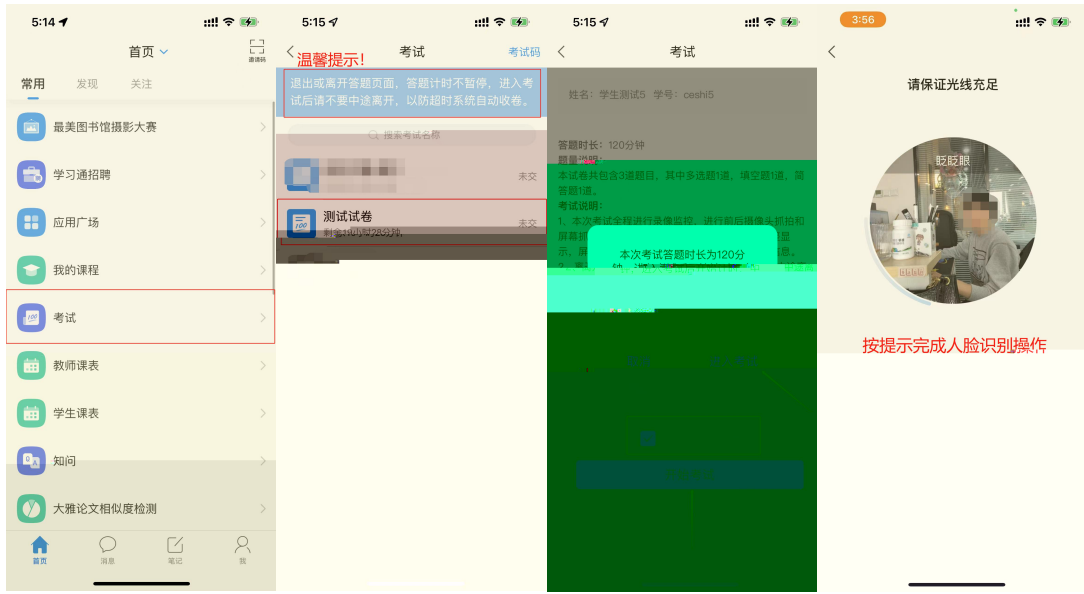 5:14
首页
邀请码
常用 发现 关注
最美图书馆摄影大赛
学习通招聘
应用广场
我的课程
考试
教师课表
学生课表
知问
大雅论文相似度检测
首页 消息 笔记 我
5:15
考试 考试码
温馨提示!
退出或离开答题页面,答题计时不暂停,进入考
试后请不要中途离开,以防超时系统自动收卷。
搜索考试名称
未交
测试试卷
未交
5:15
考试
姓名:学生测试5 学号:ceshi5
答题时长:120分钟
题量说明:
本试卷共包含3道题目,其中多选题1道,填空题1道,简
答题1道。
考试说明:
1、本次考试全程进行录像监控,进行前后摄像头抓拍和
本次考试答题时长为120分
3:56
请保证光线充足
眨眨眼
按提示完成人脸识别操作